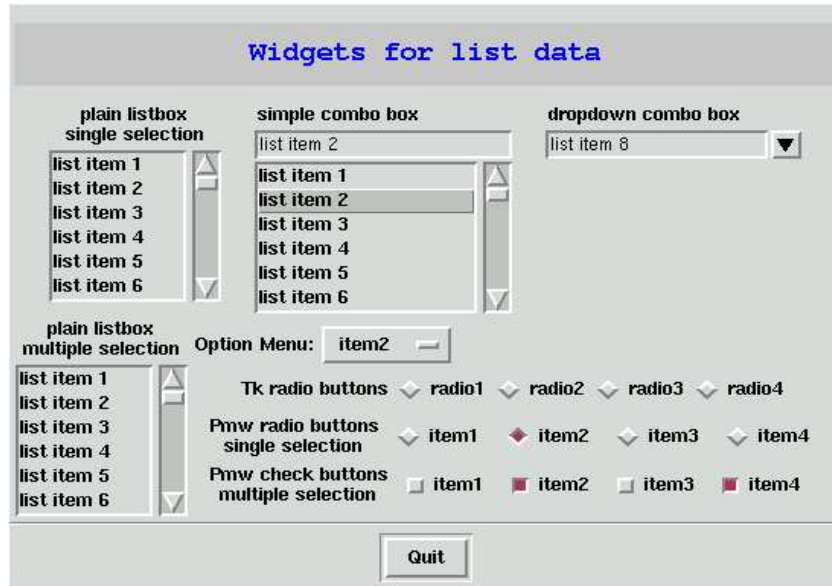 Widgets for list data
plain listbox
single selection
list item 1
list item 2
list item 3
list item 4
list item 5
list item 6
simple combo box
list item 2
list item 1
list item 2
list item 3
list item 4
list item 5
list item 6
dropdown combo box
list item 8
plain listbox
multiple selection
list item 1
list item 2
list item 3
list item 4
list item 5
list item 6
Option Menu: item2
Tk radio buttons radio1 radio2 radio3 radio4
Pmw radio buttons
single selection
item1 item2 item3 item4
Pmw check buttons
multiple selection
item1 item2 item3 item4
Quit